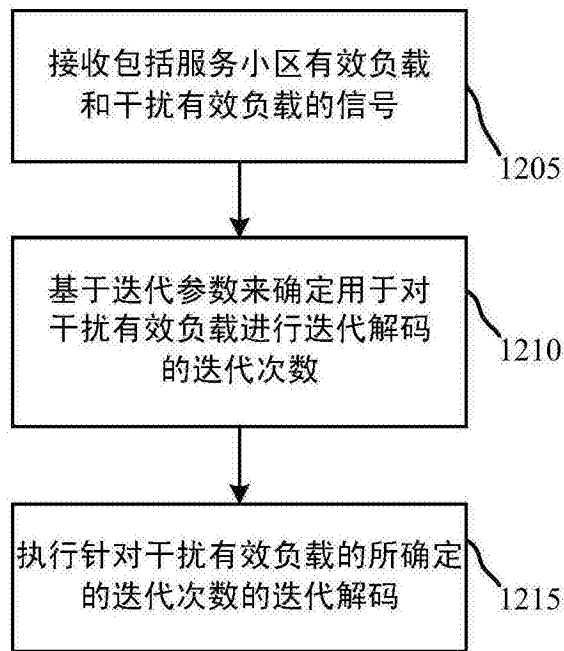 接收包括服务小区有效负载
和干扰有效负载的信号
1205
基于迭代参数来确定用于对
干扰有效负载进行迭代解码
的迭代次数
1210
执行针对干扰有效负载的所确定
的迭代次数的迭代解码
1215